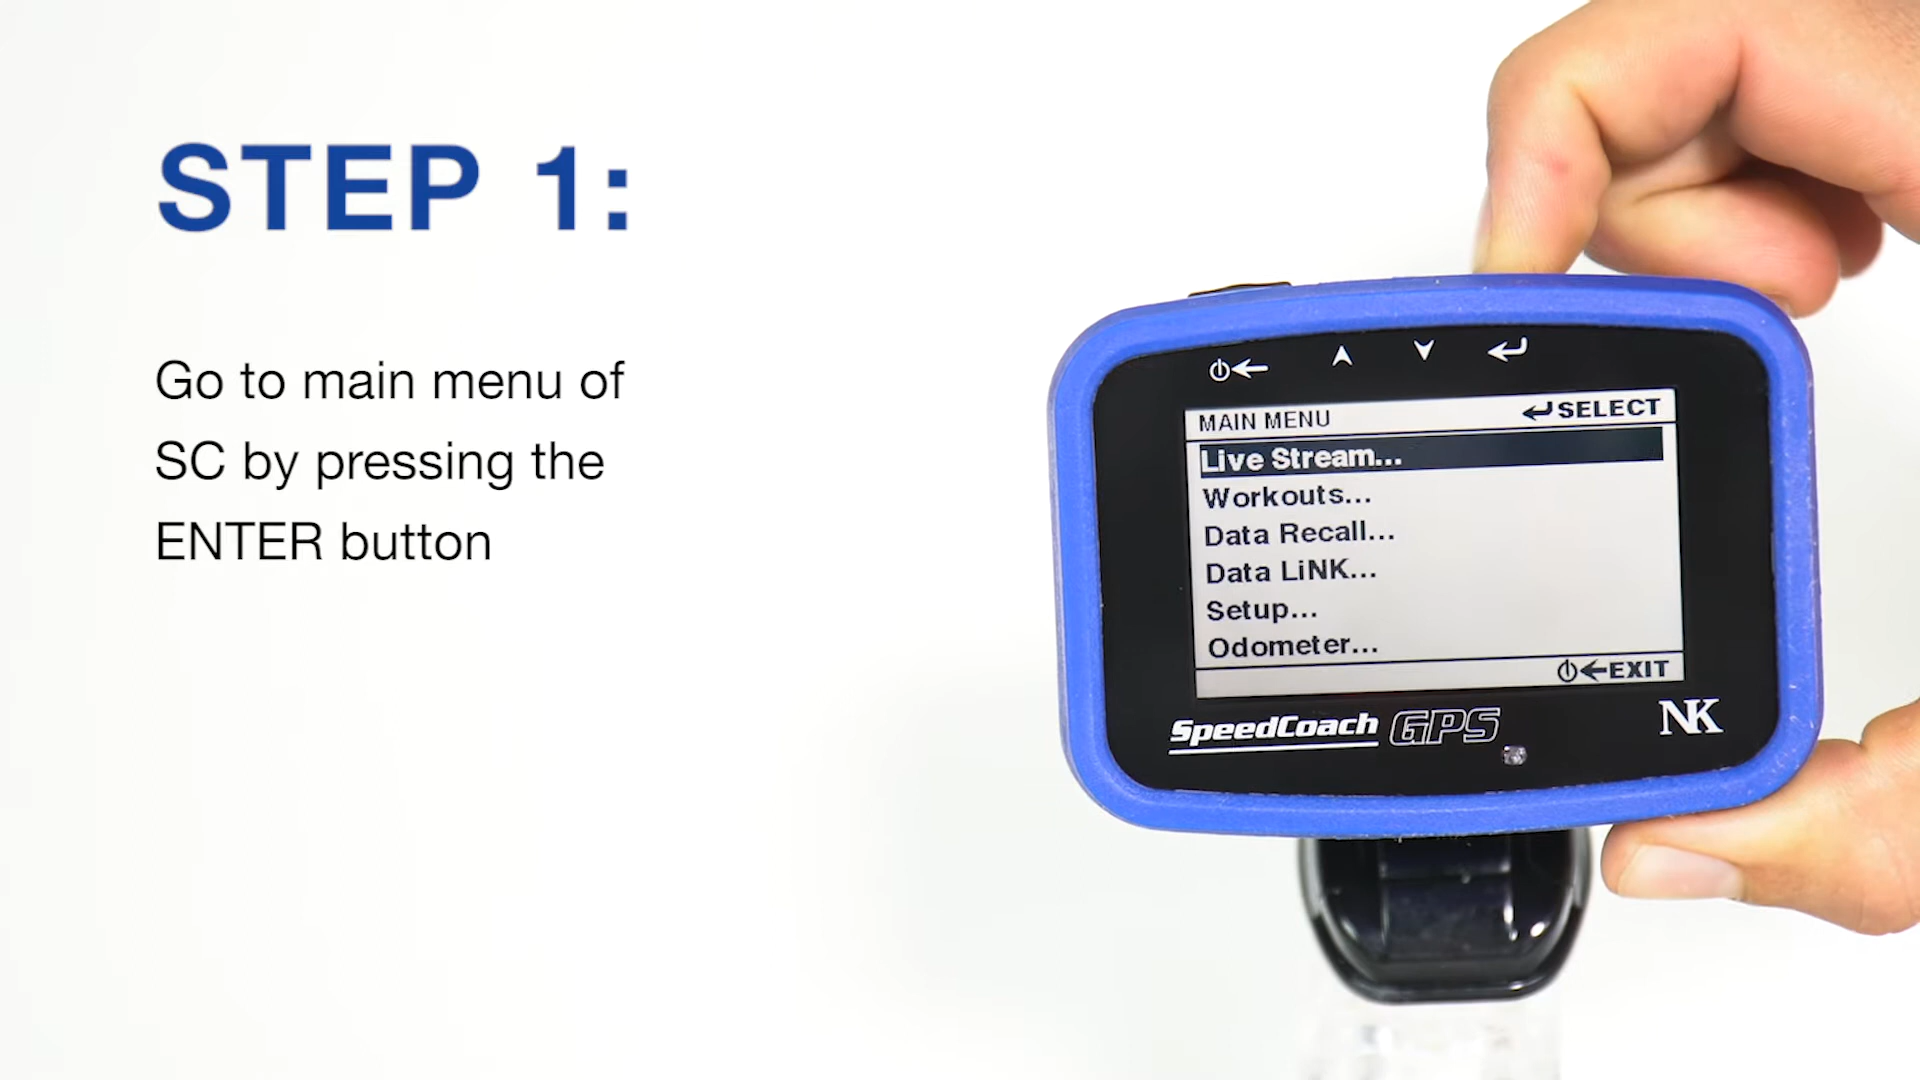 STEP 1:
Go to main menu of
SC by pressing the
ENTER button
MAIN MENU
SELECT
Live Stream...
Workouts...
Data Recall...
Data LiNK...
Setup...
Odometer...
EXIT
SpeedCoach GPS
NK